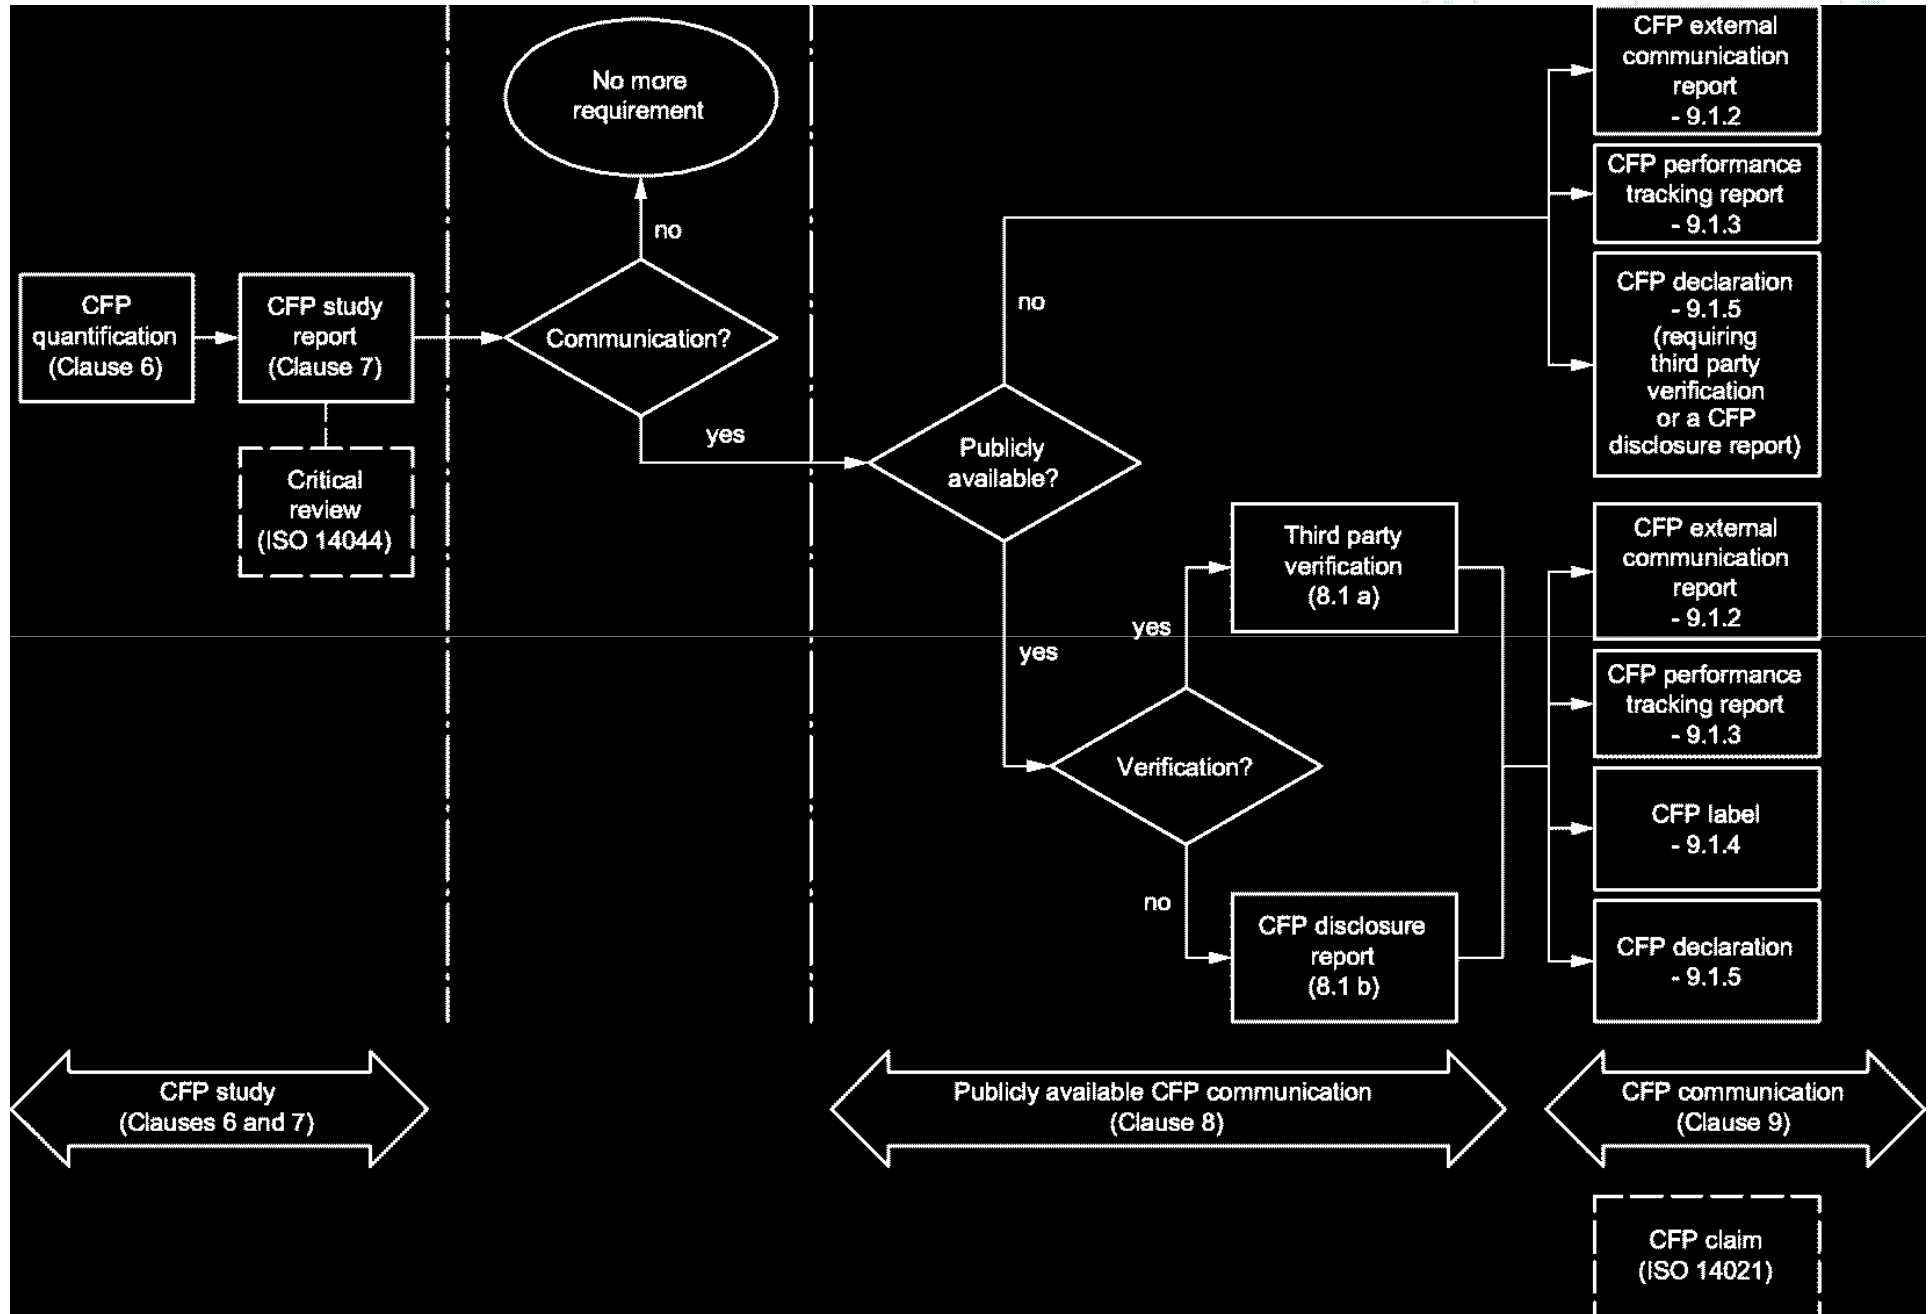 CFP
quantification
(Clause 6)
CFP study
report
(Clause 7)
Critical
review
(ISO 14044)
No more
requirement
no
Communication?
yes
no
Publicly
available?
yes
yes
Verification?
no
Third party
verification
(8.1 a)
CFP disclosure
report
(8.1 b)
CFP external
communication
report
- 9.1.2
CFP performance
tracking report
- 9.1.3
CFP declaration
- 9.1.5
(requiring
third party
verification
or a CFP
disclosure report)
CFP external
communication
report
- 9.1.2
CFP performance
tracking report
- 9.1.3
CFP label
- 9.1.4
CFP declaration
- 9.1.5
CFP study
(Clauses 6 and 7)
Publicly available CFP communication
(Clause 8)
CFP communication
(Clause 9)
CFP claim
(ISO 14021)